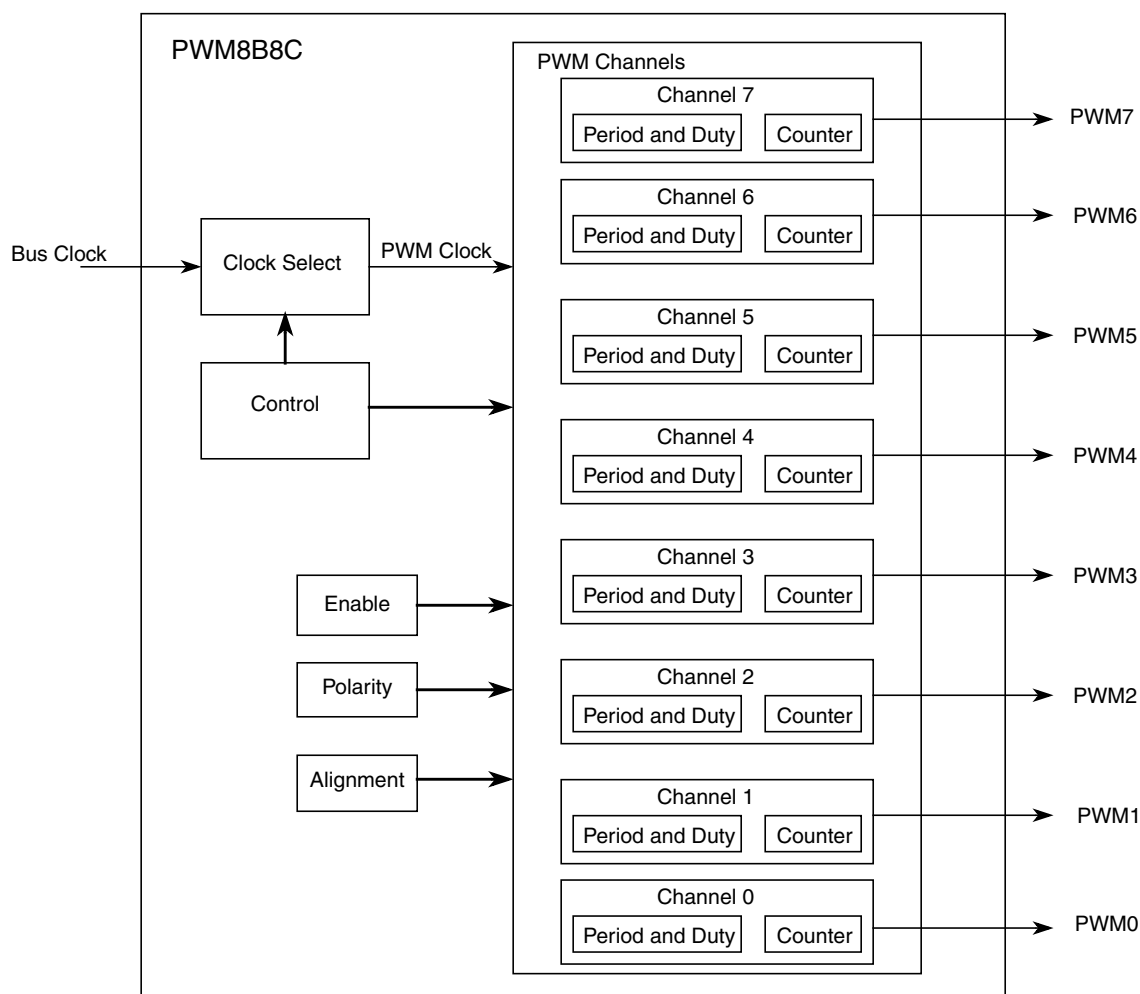 PWM8B8C
PWM Channels
Channel 7
Period and Duty
Counter
PWM7
Channel 6
Period and Duty
Counter
PWM6
Bus Clock
Clock Select
PWM Clock
Channel 5
Period and Duty
Counter
PWM5
Control
Channel 4
Period and Duty
Counter
PWM4
Channel 3
Period and Duty
Counter
PWM3
Enable
Polarity
Channel 2
Period and Duty
Counter
PWM2
Alignment
Channel 1
Period and Duty
Counter
PWM1
Channel 0
Period and Duty
Counter
PWM0